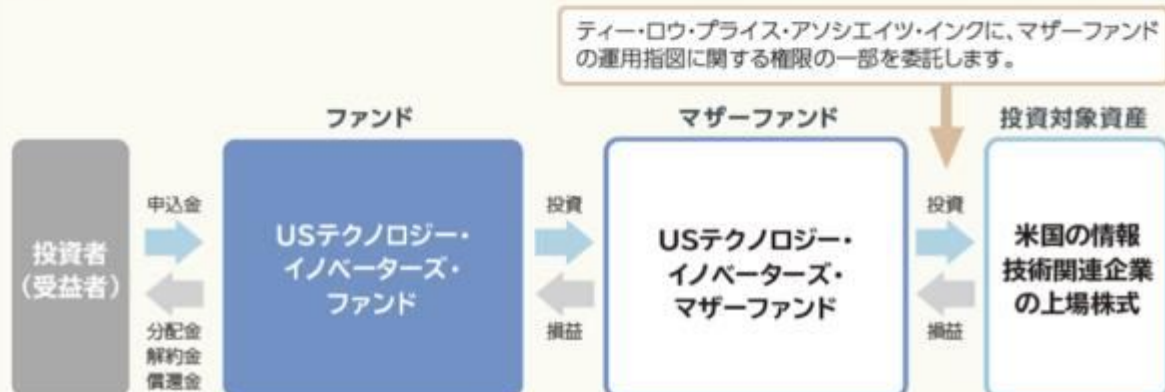 ティー・ロウ・プライス・アソシエイツ・インクに、マザーファンド
の運用指図に関する権限の一部を委託します。
ファンド
マザーファンド
投資対象資産
投資者
(受益者)
申込金
分配金
解約金
償還金
USテクノロジー・
イノベーターズ・
ファンド
投資
損益
USテクノロジー・
イノベーターズ・
マザーファンド
投資
損益
米国の情報
技術関連企業
の上場株式